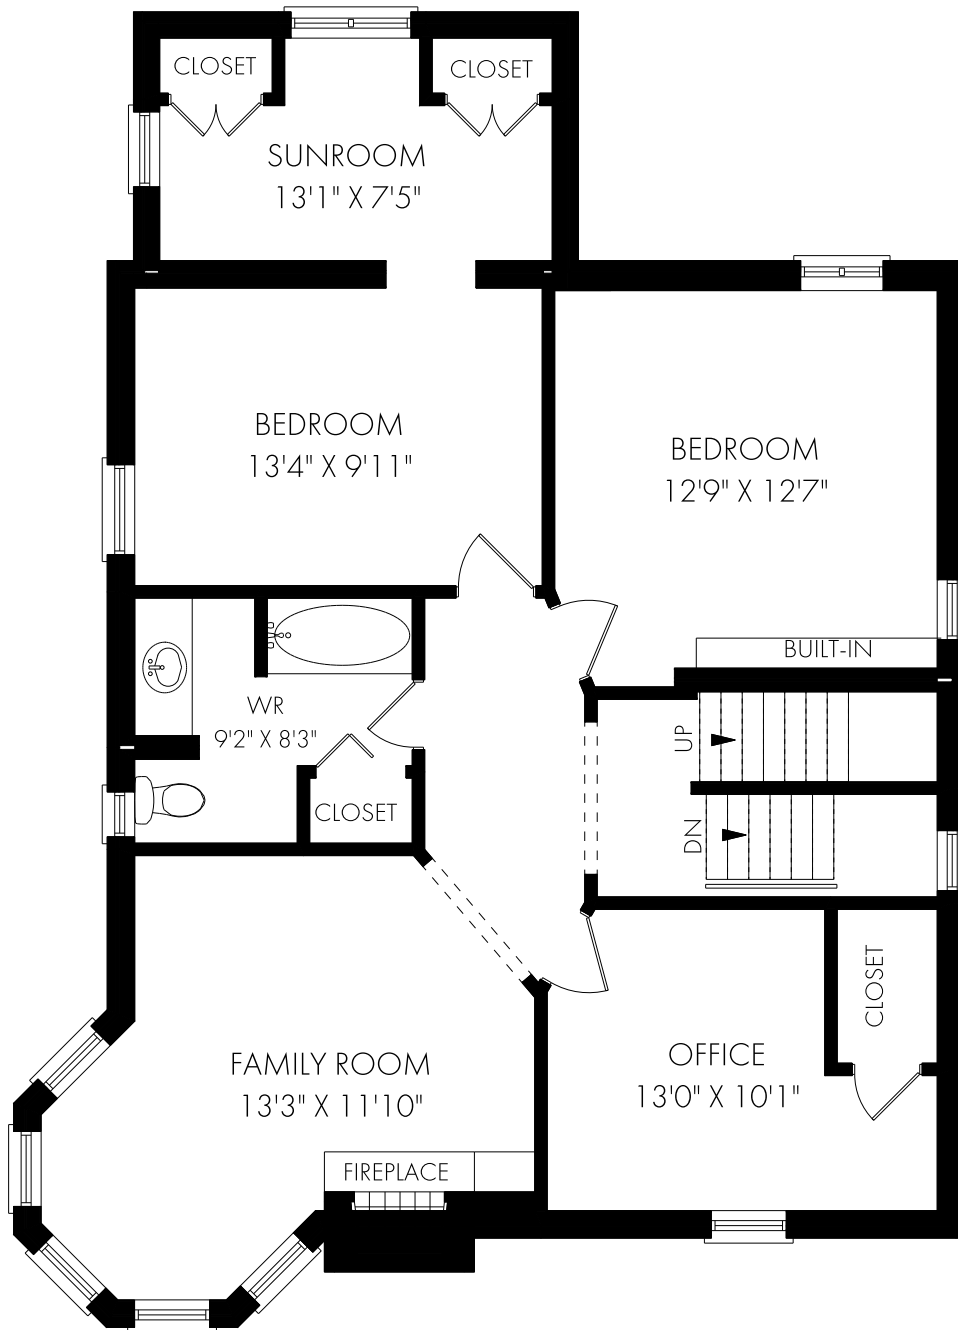 CLOSET
CLOSET
SUNROOM
13'1" X 7'5"
BEDROOM
13'4" X 9'11"
BEDROOM
12'9" X 12'7"
BUILT-IN
WR
9'2" X 8'3"
UP
CLOSET
DN
CLOSET
OFFICE
13'0" X 10'1"
FAMILY ROOM
13'3" X 11'10"
FIREPLACE